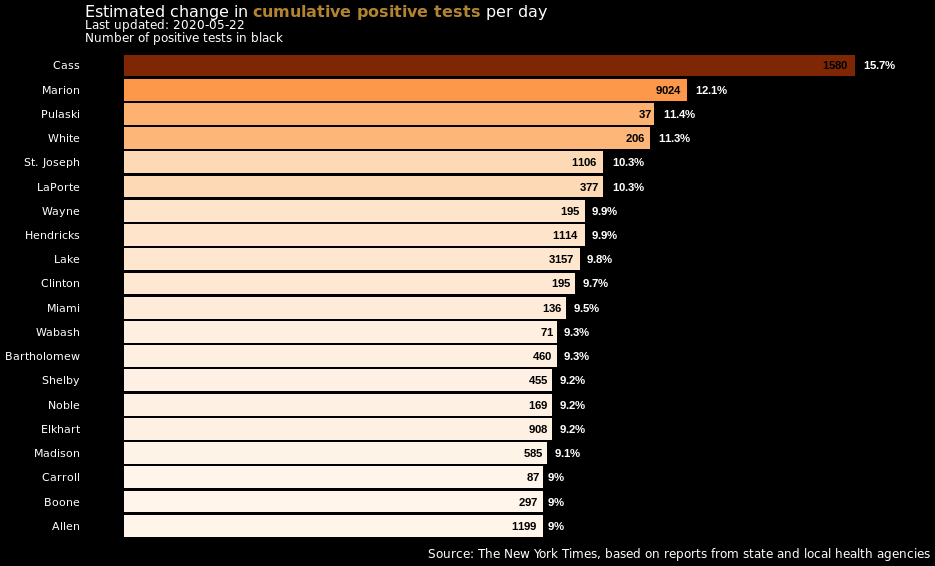 Estimated change in cumulative positive tests per day
Last updated: 2020-05-22
Number of positive tests in black
Cass 1580 15.7%
Marion 9024 12.1%
Pulaski 37 11.4%
White 206 11.3%
St. Joseph 1106 10.3%
LaPorte 377 10.3%
Wayne 195 9.9%
Hendricks 1114 9.9%
Lake 3157 9.8%
Clinton 195 9.7%
Miami 136 9.5%
Wabash 71 9.3%
Bartholomew 460 9.3%
Shelby 455 9.2%
Noble 169 9.2%
Elkhart 908 9.2%
Madison 585 9.1%
Carroll 87 9%
Boone 297 9%
Allen 1199 9%
Source: The New York Times, based on reports from state and local health agencies